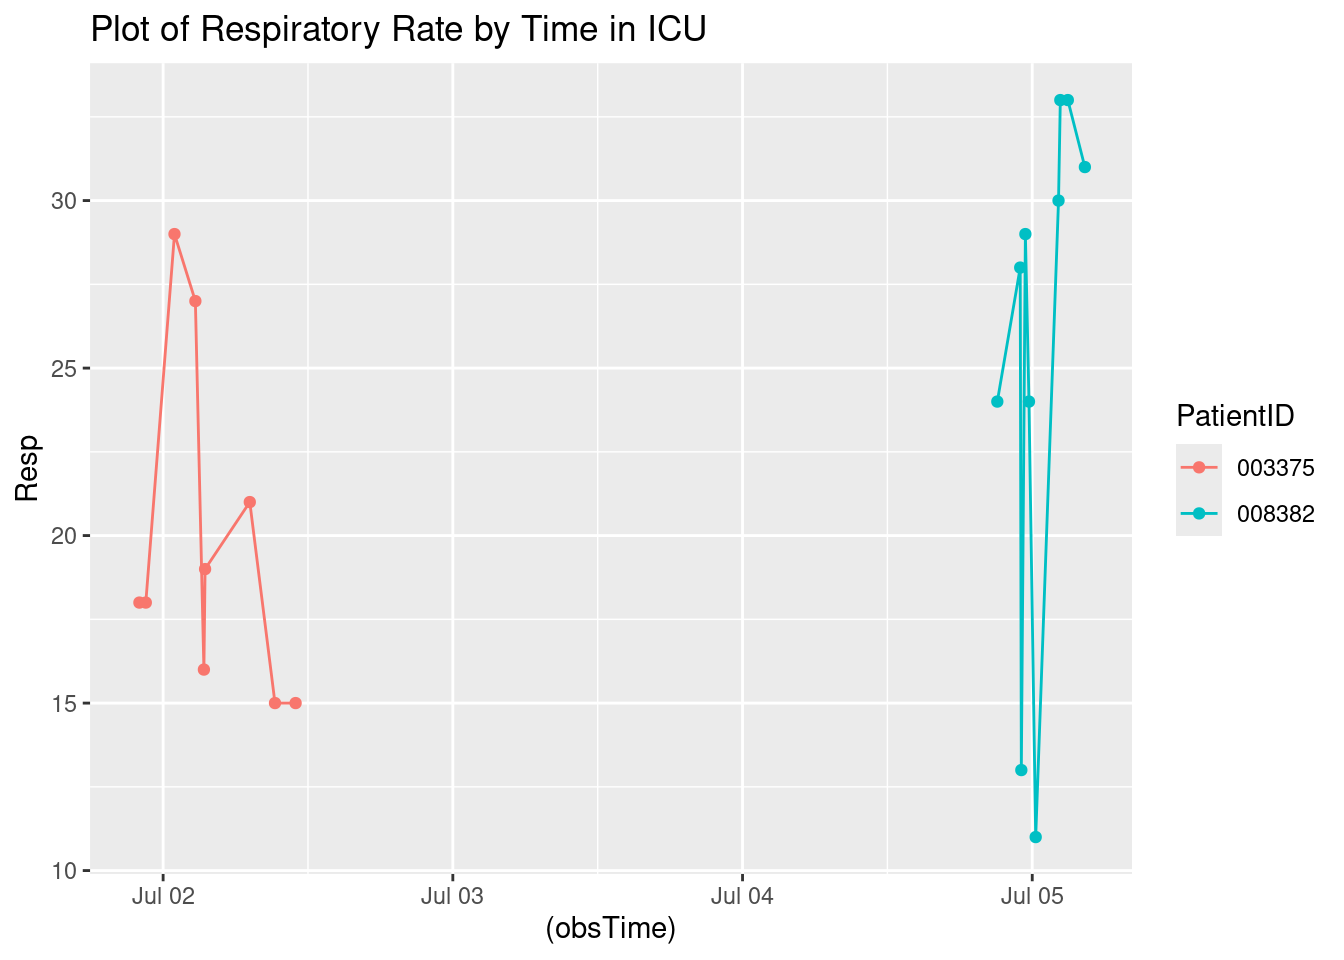 Plot of Respiratory Rate by Time in ICU
Resp
30
25
20
15
10
Jul 02
Jul 03
Jul 04
Jul 05
(obsTime)
PatientID
003375
008382